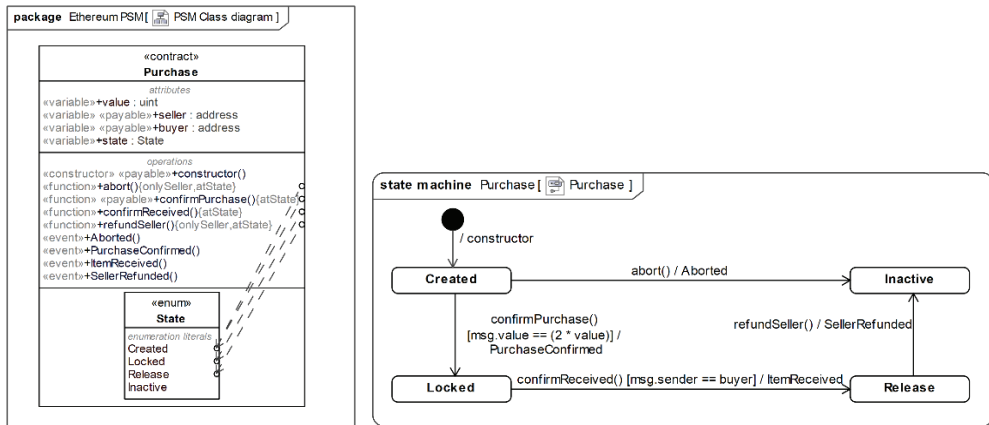 package Ethereum PSM[ PSM Class diagram ]
«contract»
Purchase
attributes
«variable»+value : uint
«variable» «payable»+seller : address
«variable» «payable»+buyer : address
«variable»+state : State
operations
«constructor» «payable»+constructor()
«function»+abort(){onlySeller,atState}
«function» «payable»+confirmPurchase(){atState}
«function»+confirmReceived(){atState}
«function»+refundSeller(){onlySeller,atState}
«event»+Aborted()
«event»+PurchaseConfirmed()
«event»+ItemReceived()
«event»+SellerRefunded()
«enum»
State
enumeration literals
Created
Locked
Release
Inactive
state machine Purchase [ Purchase ]
/ constructor
Created
abort() / Aborted
Inactive
confirmPurchase()
[msg.value == (2 * value)] /
PurchaseConfirmed
refundSeller() / SellerRefunded
Locked
confirmReceived() [msg.sender == buyer] / ItemReceived
Release